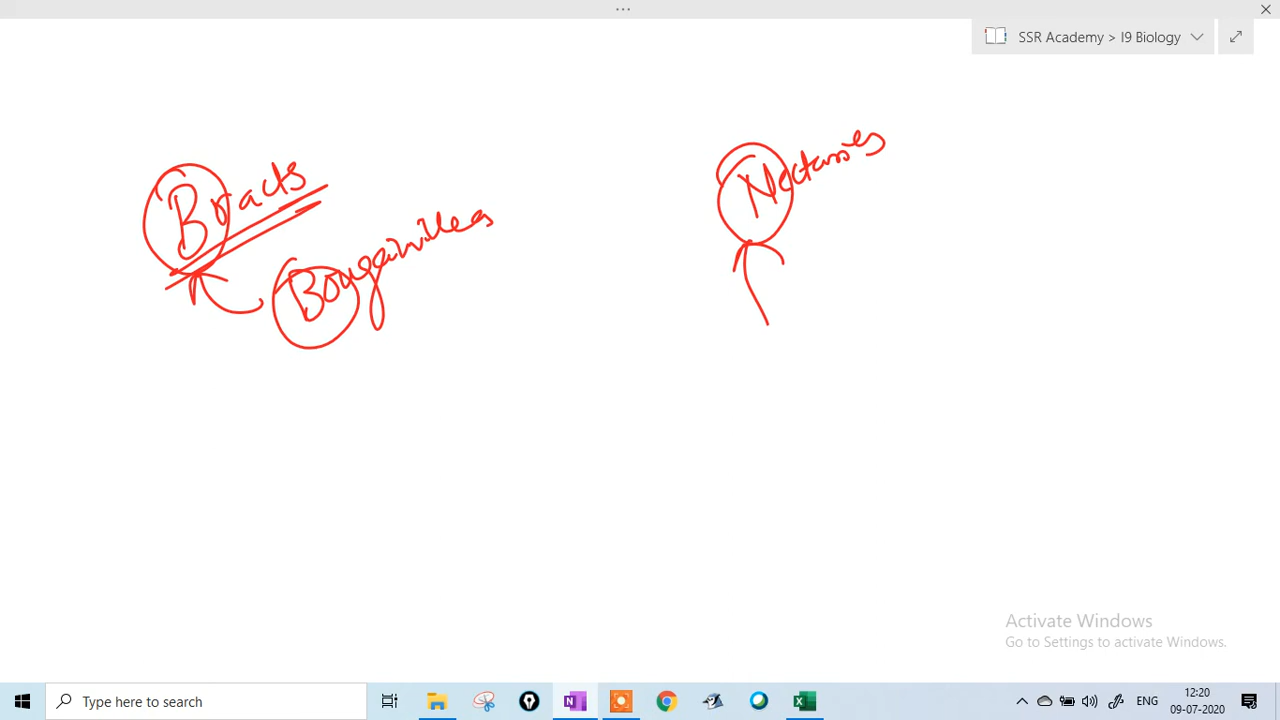 ...
SSR Academy > I9 Biology
Bracts
Nectaries
Bougainvillea
Activate Windows
Go to Settings to activate Windows.
Type here to search
ENG
12:20
09-07-2020